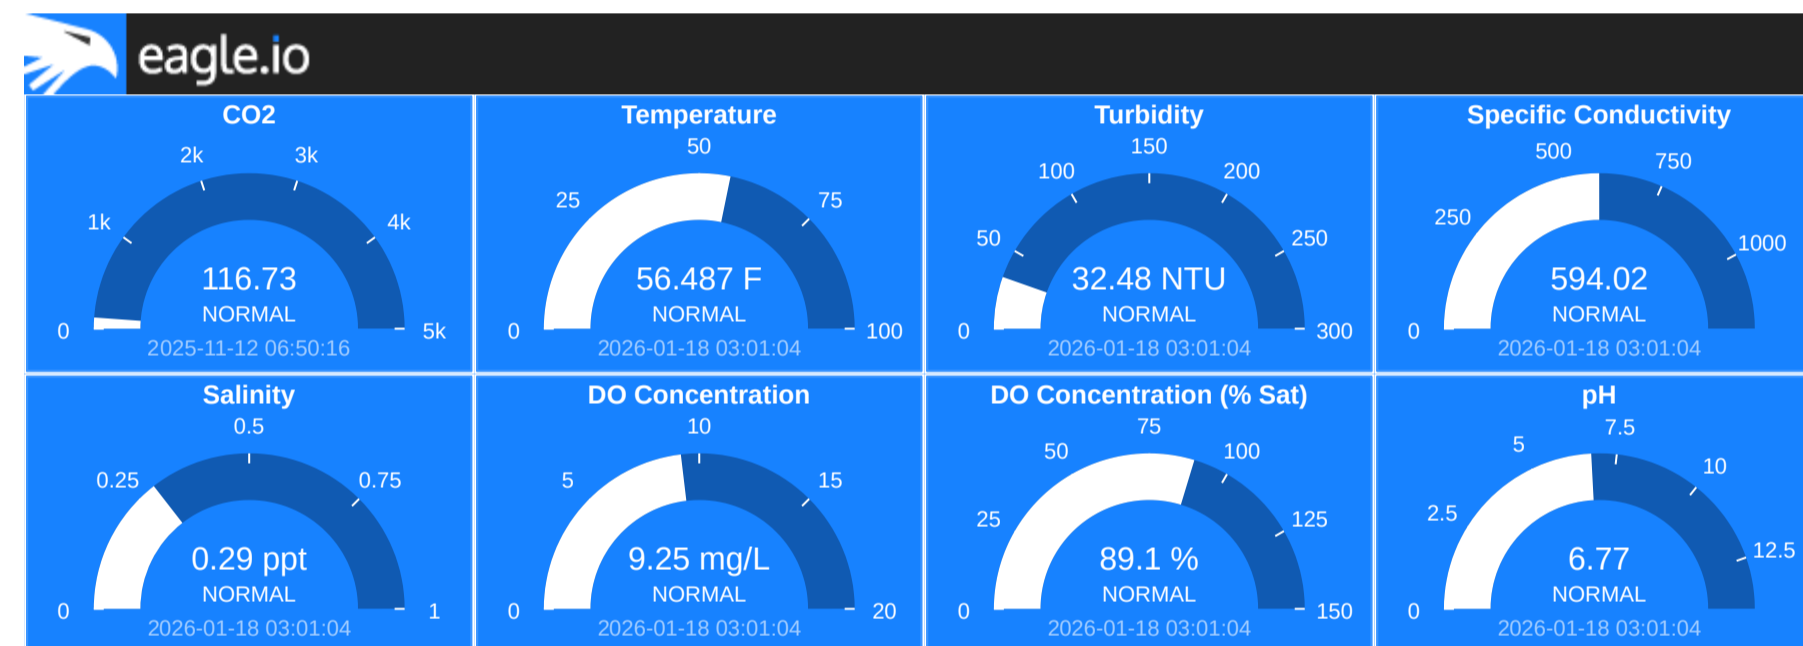 eagle.io
CO2
0
1k
2k
3k
4k
5k
116.73
NORMAL
2025-11-12 06:50:16
Temperature
0
25
50
75
100
56.487 F
NORMAL
2026-01-18 03:01:04
Turbidity
0
50
100
150
200
250
300
32.48 NTU
NORMAL
2026-01-18 03:01:04
Specific Conductivity
0
250
500
750
1000
594.02
NORMAL
2026-01-18 03:01:04
Salinity
0
0.25
0.5
0.75
1
0.29 ppt
NORMAL
2026-01-18 03:01:04
DO Concentration
0
5
10
15
20
9.25 mg/L
NORMAL
2026-01-18 03:01:04
DO Concentration (% Sat)
0
25
50
75
100
125
150
89.1 %
NORMAL
2026-01-18 03:01:04
pH
0
2.5
5
7.5
10
12.5
6.77
NORMAL
2026-01-18 03:01:04